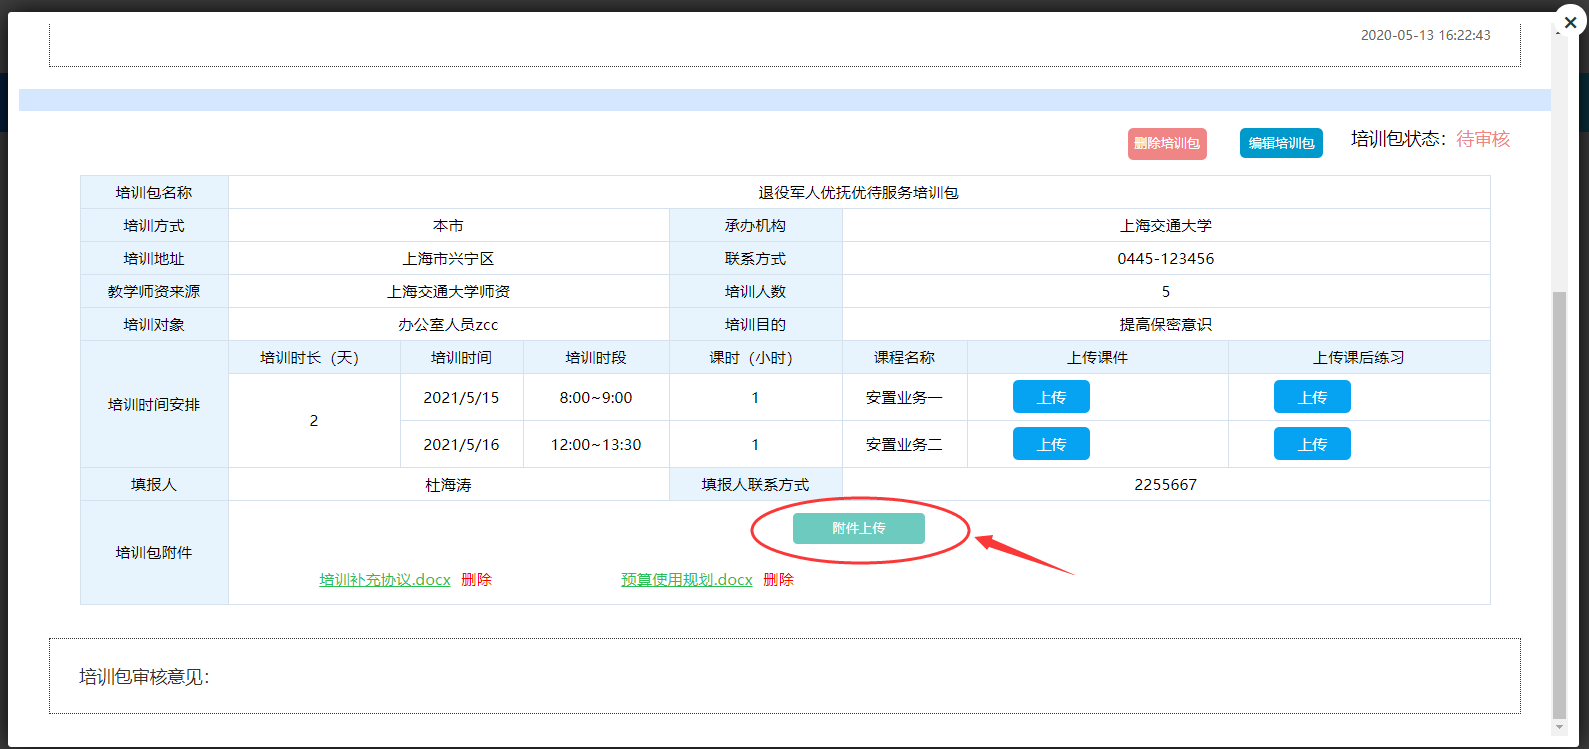 2020-05-13 16:22:43
删除培训包 编辑培训包 培训包状态：待审核
培训包名称 退役军人优抚优待服务培训包
培训方式 本市 承办机构 上海交通大学
培训地址 上海市兴宁区 联系方式 0445-123456
教学师资来源 上海交通大学师资 培训人数 5
培训对象 办公室人员zcc 培训目的 提高保密意识
培训时间安排 培训时长（天） 培训时间 培训时段 课时（小时） 课程名称 上传课件 上传课后练习
2 2021/5/15 8:00~9:00 1 安置业务一 上传 上传
2021/5/16 12:00~13:30 1 安置业务二 上传 上传
填报人 杜海涛 填报人联系方式 2255667
培训包附件 附件上传
培训补充协议.docx 删除 预算使用规划.docx 删除
培训包审核意见：